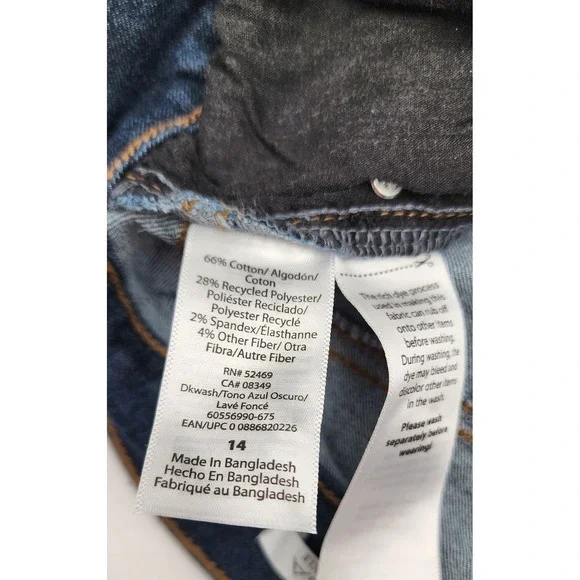 66% Cotton/ Algodón/
Coton
28% Recycled Polyester/
Poliéster Reciclado/
Polyester Recyclé
2% Spandex/Élasthanne
4% Other Fiber/ Otra
Fibra/Autre Fiber
RN# 52469
CA# 08349
Dkwash/Tono Azul Oscuro/
Lavé Foncé
60556990-675
EAN/UPC 0 0886820226
14
Made In Bangladesh
Hecho En Bangladesh
Fabriqué au Bangladesh
The rich dye process
used in making this
fabric can rub off
onto other items
before washing.
During washing, the
dye may bleed and
discolor other items
in the wash.
Please wash
separately before
wearing!